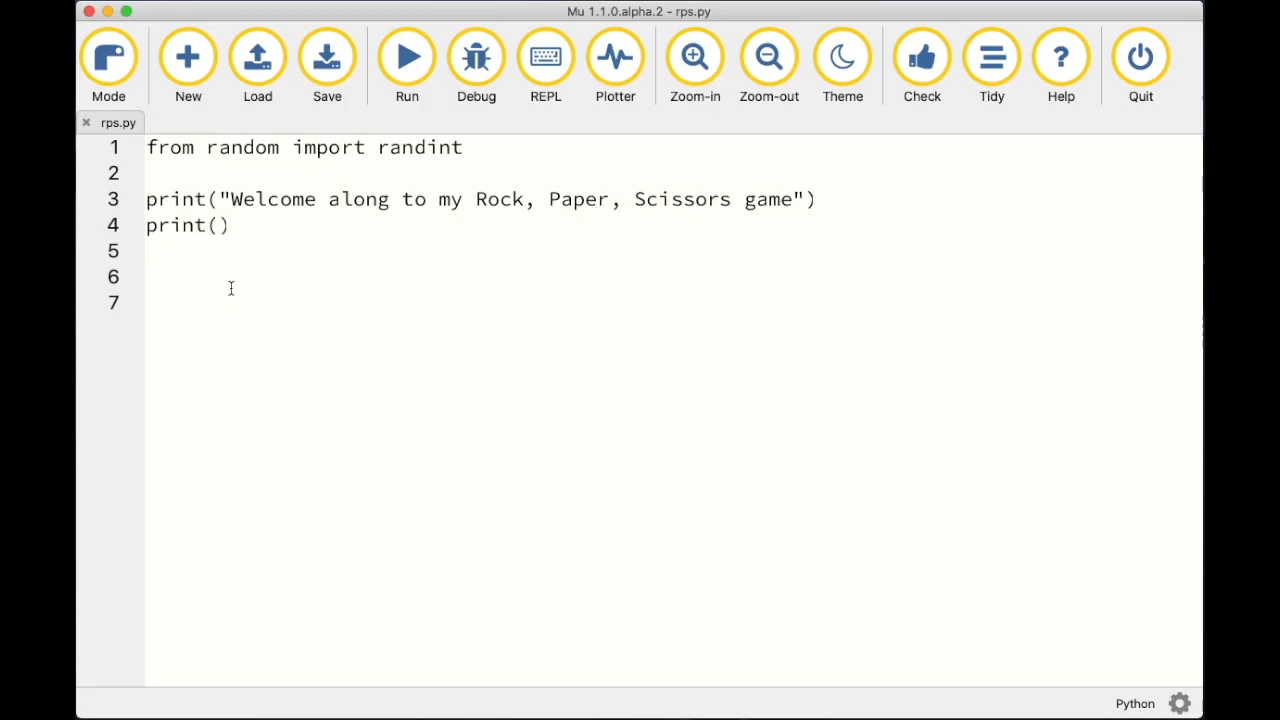 Mu 1.1.0.alpha.2 - rps.py
Mode New Load Save Run Debug REPL Plotter Zoom-in Zoom-out Theme Check Tidy Help Quit
rps.py
1 from random import randint
2
3 print("Welcome along to my Rock, Paper, Scissors game")
4 print()
5
6
7
Python